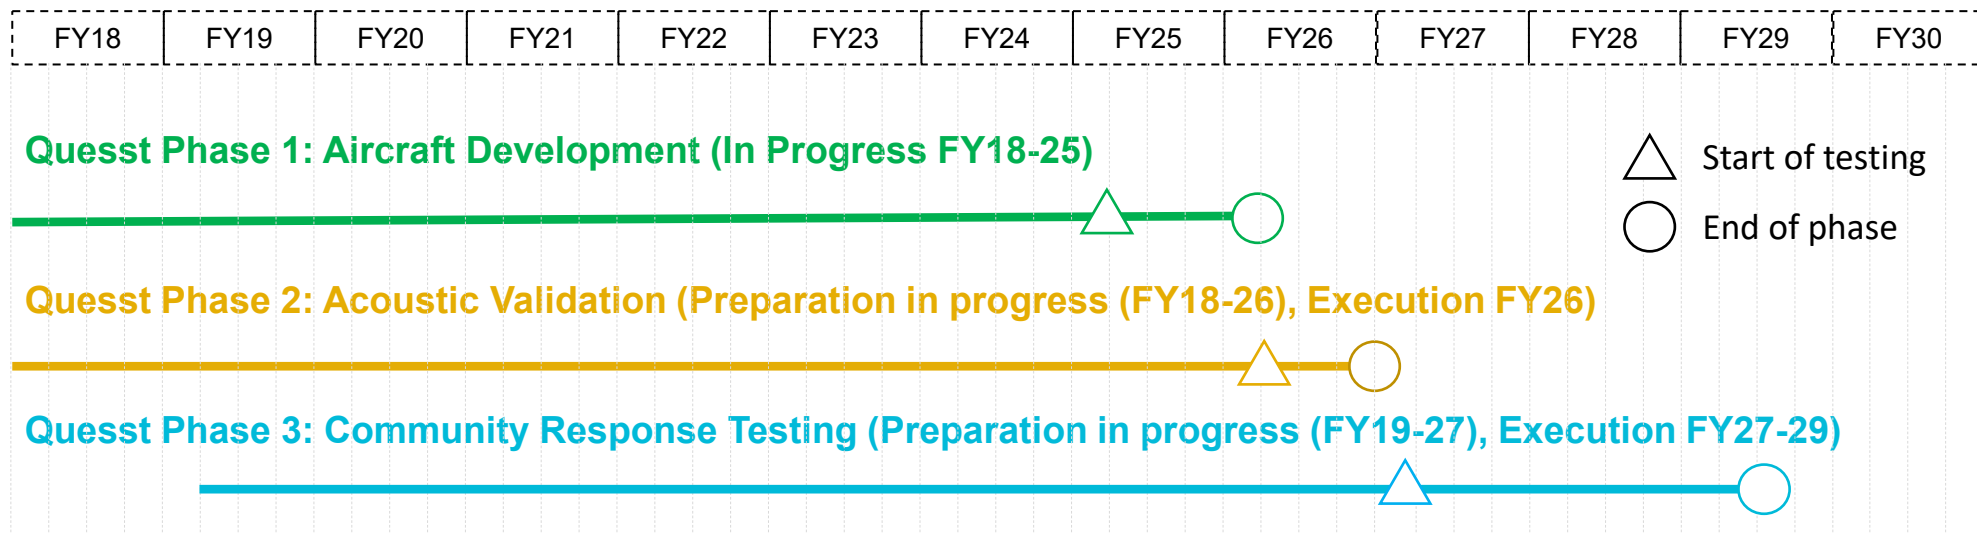 FY18 FY19 FY20 FY21 FY22 FY23 FY24 FY25 FY26 FY27 FY28 FY29 FY30
Quesst Phase 1: Aircraft Development (In Progress FY18-25)
Start of testing
End of phase
Quesst Phase 2: Acoustic Validation (Preparation in progress (FY18-26), Execution FY26)
Quesst Phase 3: Community Response Testing (Preparation in progress (FY19-27), Execution FY27-29)